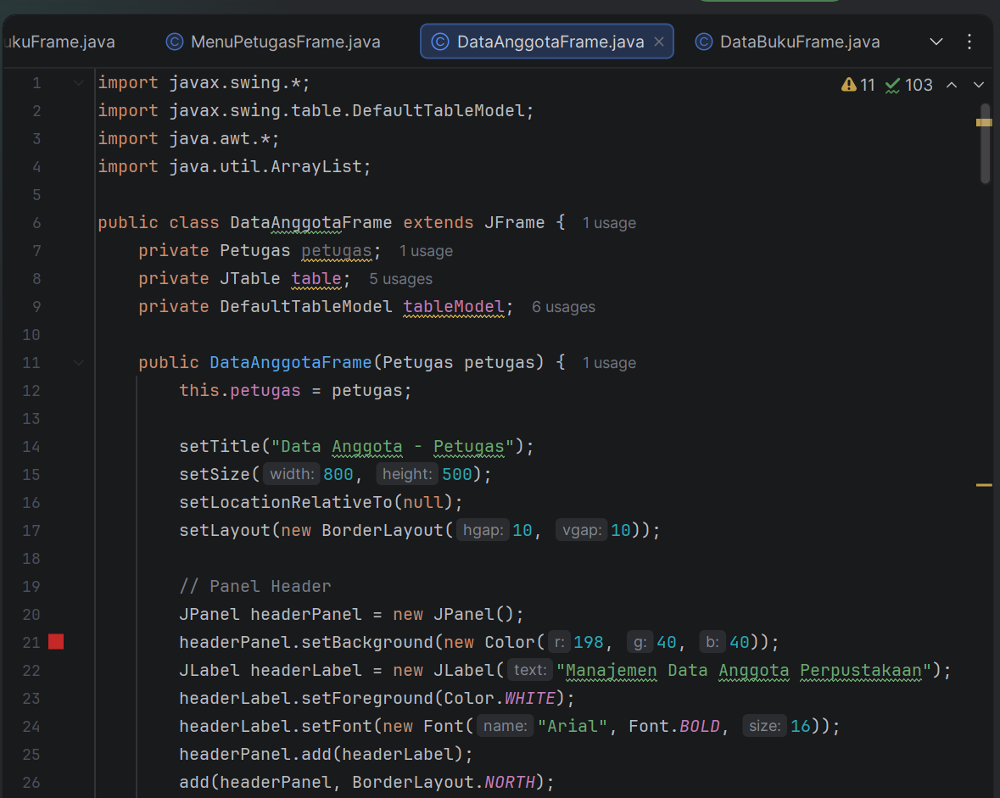 ukuFrame.java MenuPetugasFrame.java DataAnggotaFrame.java DataBukuFrame.java
1 import javax.swing.*; 11 103
2 import javax.swing.table.DefaultTableModel;
3 import java.awt.*;
4 import java.util.ArrayList;
5
6 public class DataAnggotaFrame extends JFrame { 1 usage
7 private Petugas petugas; 1 usage
8 private JTable table; 5 usages
9 private DefaultTableModel tableModel; 6 usages
10
11 public DataAnggotaFrame(Petugas petugas) { 1 usage
12 this.petugas = petugas;
13
14 setTitle("Data Anggota - Petugas");
15 setSize( width: 800, height: 500);
16 setLocationRelativeTo(null);
17 setLayout(new BorderLayout( hgap: 10, vgap: 10));
18
19 // Panel Header
20 JPanel headerPanel = new JPanel();
21 headerPanel.setBackground(new Color( r: 198, g: 40, b: 40));
22 JLabel headerLabel = new JLabel( text: "Manajemen Data Anggota Perpustakaan");
23 headerLabel.setForeground(Color.WHITE);
24 headerLabel.setFont(new Font( name: "Arial", Font.BOLD, size: 16));
25 headerPanel.add(headerLabel);
26 add(headerPanel, BorderLayout.NORTH);